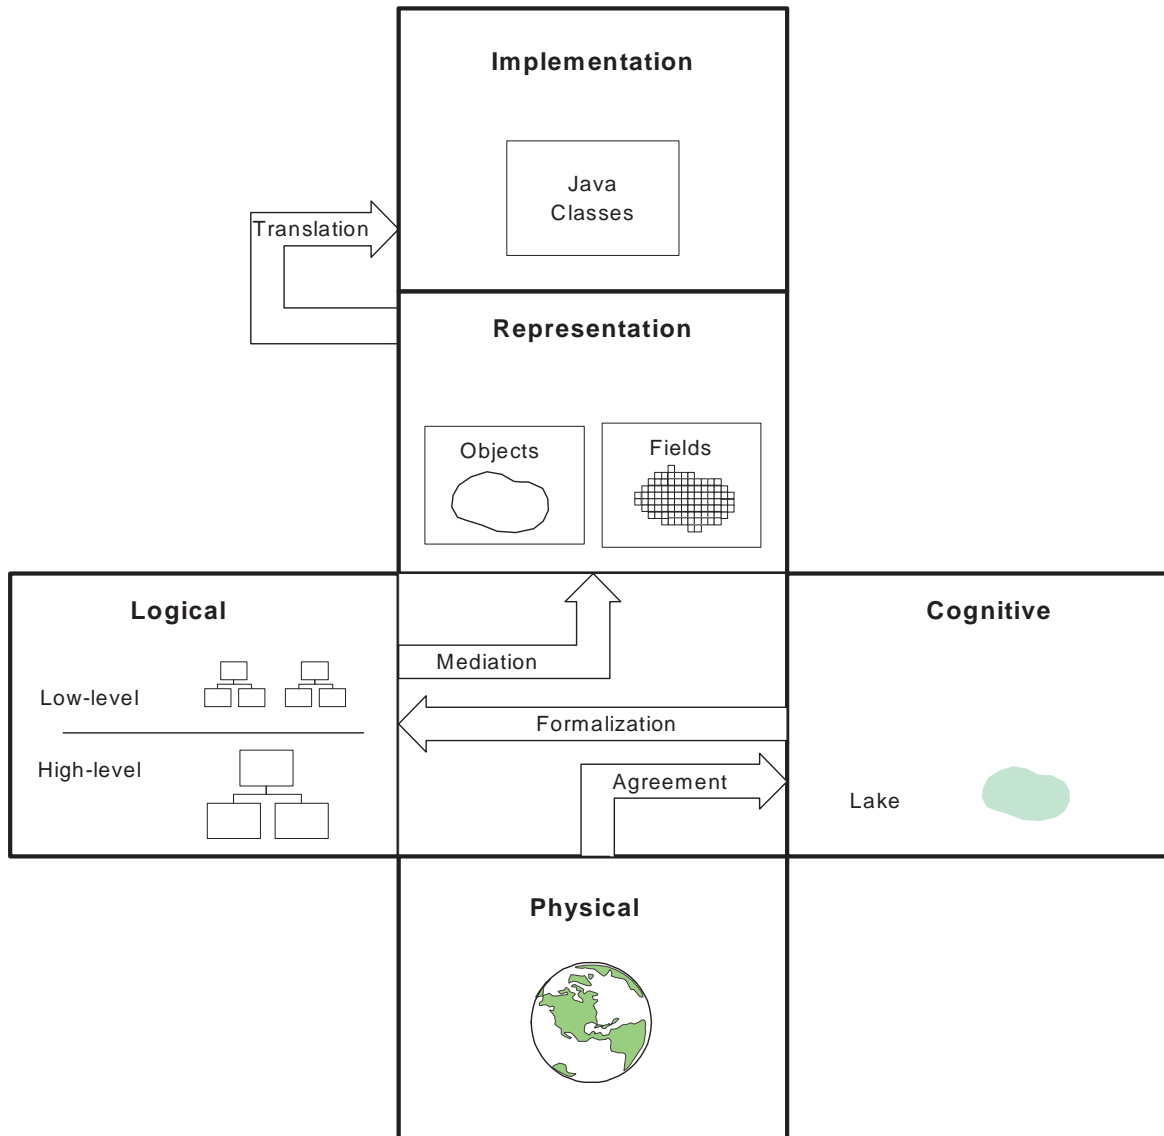 Implementation
Java
Classes
Translation
Representation
Objects
Fields
Logical
Low-level
High-level
Mediation
Formalization
Agreement
Cognitive
Lake
Physical